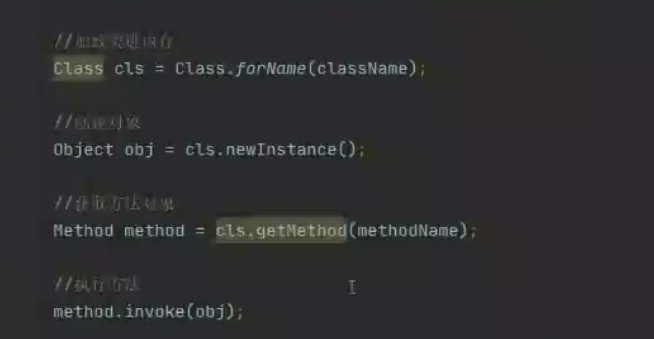 //加载类进内存
Class cls = Class.forName(className);
//创建对象
Object obj = cls.newInstance();
//获取方法对象
Method method = cls.getMethod(methodName);
//执行方法
method.invoke(obj);